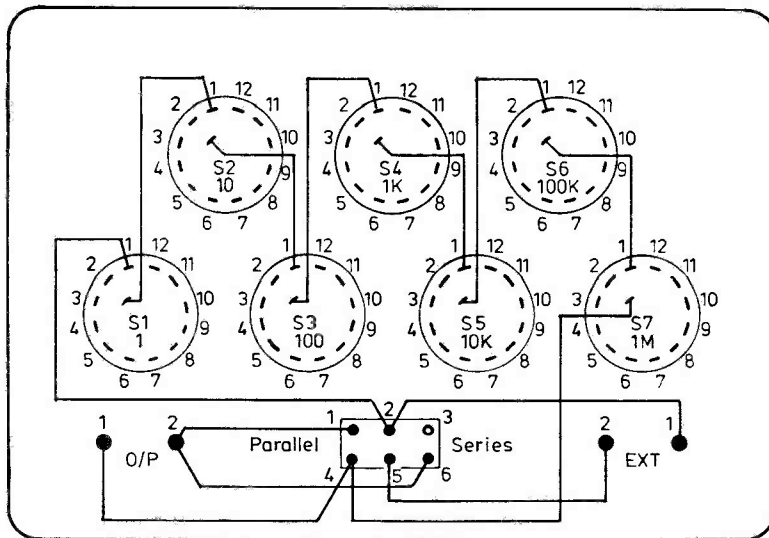 1 12 1 12 1 12
2 11 2 11 2 11
3 10 3 10 3 10
4 S2 9 4 S4 9 4 S6 9
10 1K 100K
5 8 5 8 5 8
6 7 6 7 6 7
1 12 1 12 1 12 1 12
2 11 2 11 2 11 2 11
3 10 3 10 3 10 3 10
4 S1 9 4 S3 9 4 S5 9 4 S7 9
1 100 10K 1M
5 8 5 8 5 8 5 8
6 7 6 7 6 7 6 7
1 2 1 2 3 2 1
O/P Parallel Series EXT
4 5 6